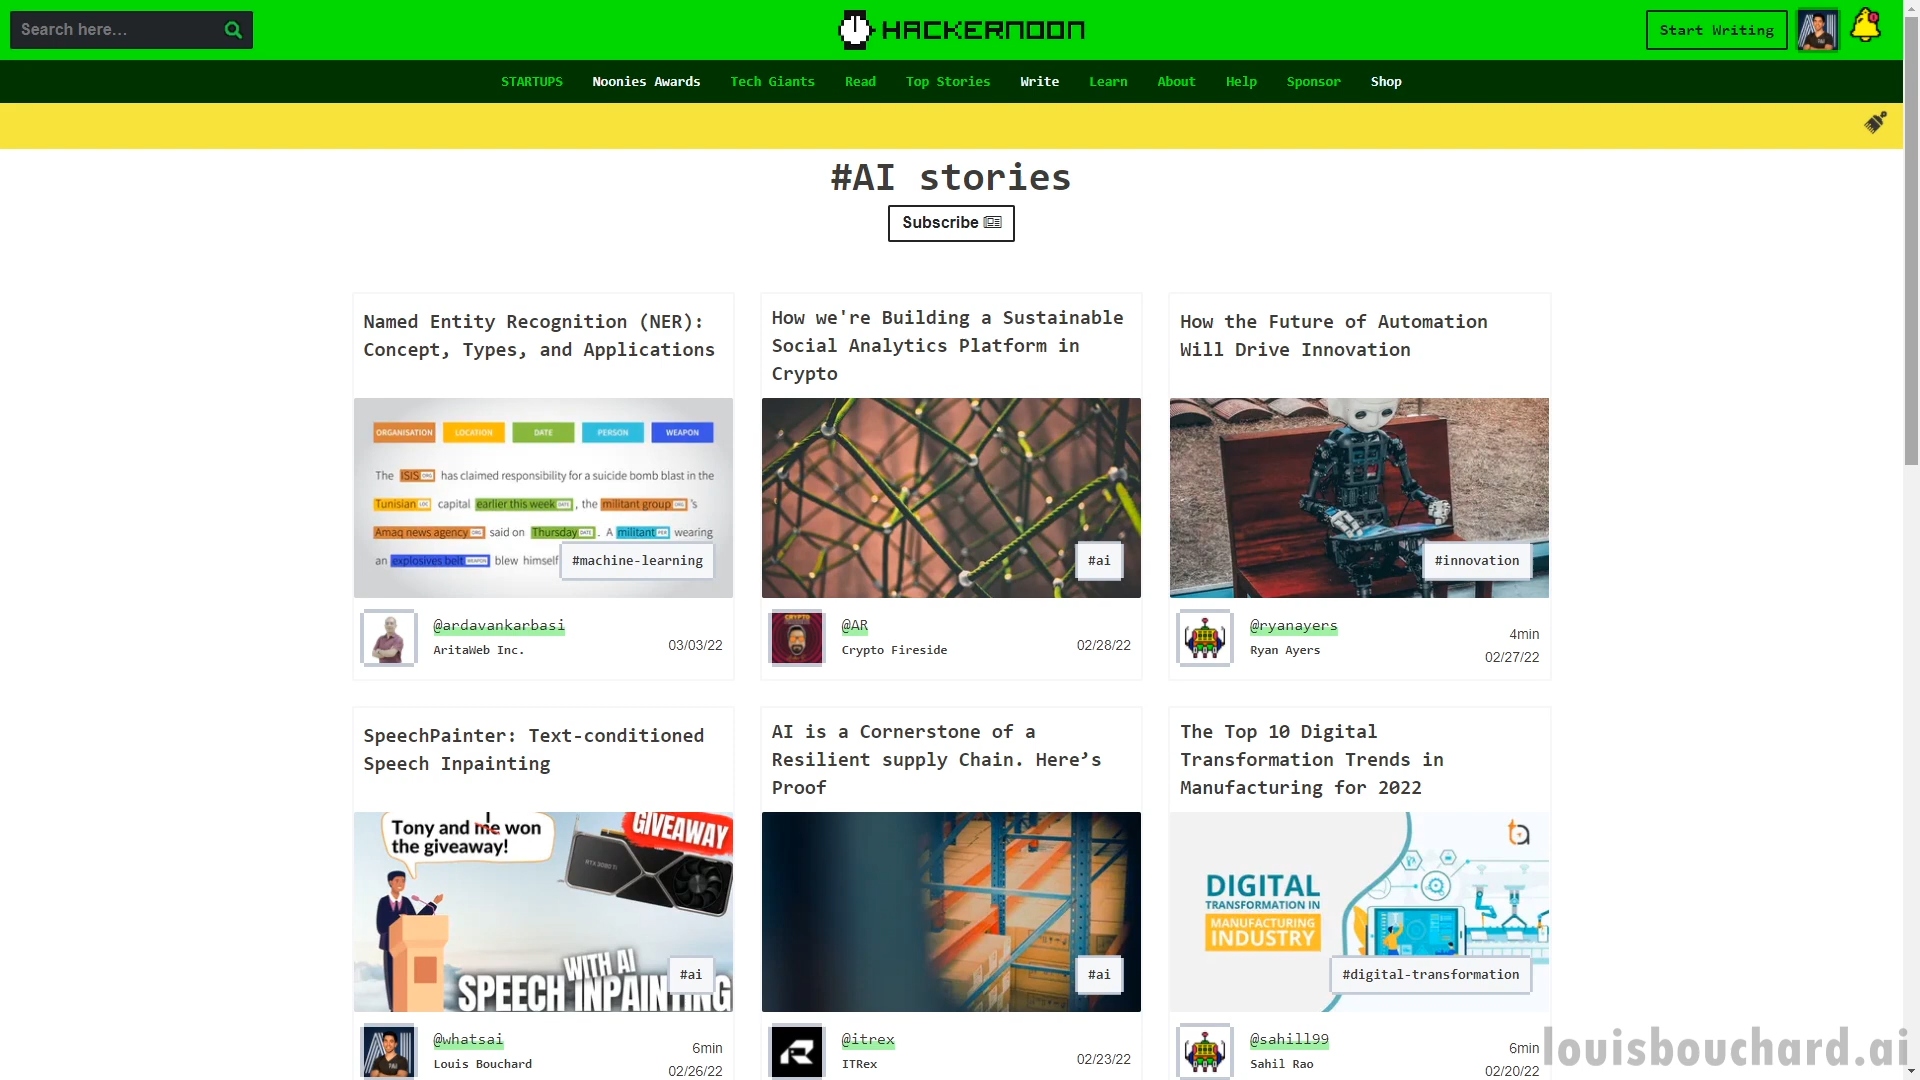 Search here...
HACKERNOON
Start Writing
STARTUPS Noonies Awards Tech Giants Read Top Stories Write Learn About Help Sponsor Shop
#AI stories
Subscribe
Named Entity Recognition (NER):
Concept, Types, and Applications
ORGANISATION LOCATION DATE PERSON WEAPON
The ISIS ORG has claimed responsibility for a suicide bomb blast in the
Tunisian LOC capital earlier this week DATE , the militant group ORG 's
Amaq news agency ORG said on Thursday DATE . A militant PER wearing
an explosives belt WEAPON blew himself
#machine-learning
@ardavankarbasi
AritaWeb Inc.
03/03/22
How we're Building a Sustainable
Social Analytics Platform in
Crypto
#ai
CRYPTO
@AR
Crypto Fireside
02/28/22
How the Future of Automation
Will Drive Innovation
#innovation
@ryanayers
Ryan Ayers
4min
02/27/22
SpeechPainter: Text-conditioned
Speech Inpainting
Tony and me won
the giveaway!
GIVEAWAY
RTX 3080 Ti
WITH AI
SPEECH INPAINTING
#ai
@whatsai
Louis Bouchard
6min
02/26/22
AI is a Cornerstone of a
Resilient supply Chain. Here’s
Proof
#ai
@itrex
ITRex
02/23/22
The Top 10 Digital
Transformation Trends in
Manufacturing for 2022
ta
DIGITAL
TRANSFORMATION IN
MANUFACTURING
INDUSTRY
#digital-transformation
@sahill99
Sahil Rao
6min
02/20/22
louisbouchard.ai